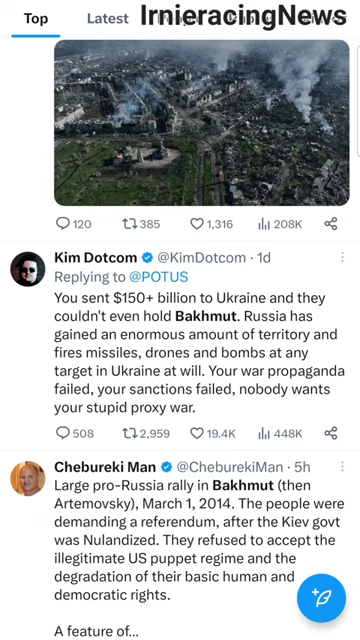 Top Latest IrnieracingNews
120 385 1,316 208K
Kim Dotcom @KimDotcom · 1d
Replying to @POTUS
You sent $150+ billion to Ukraine and they
couldn't even hold Bakhmut. Russia has
gained an enormous amount of territory and
fires missiles, drones and bombs at any
target in Ukraine at will. Your war propaganda
failed, your sanctions failed, nobody wants
your stupid proxy war.
508 2,959 19.4K 448K
Chebureki Man @CheburekiMan · 5h
Large pro-Russia rally in Bakhmut (then
Artemovsky), March 1, 2014. The people were
demanding a referendum, after the Kiev govt
was Nulandized. They refused to accept the
illegitimate US puppet regime and the
degradation of their basic human and
democratic rights.
A feature of...